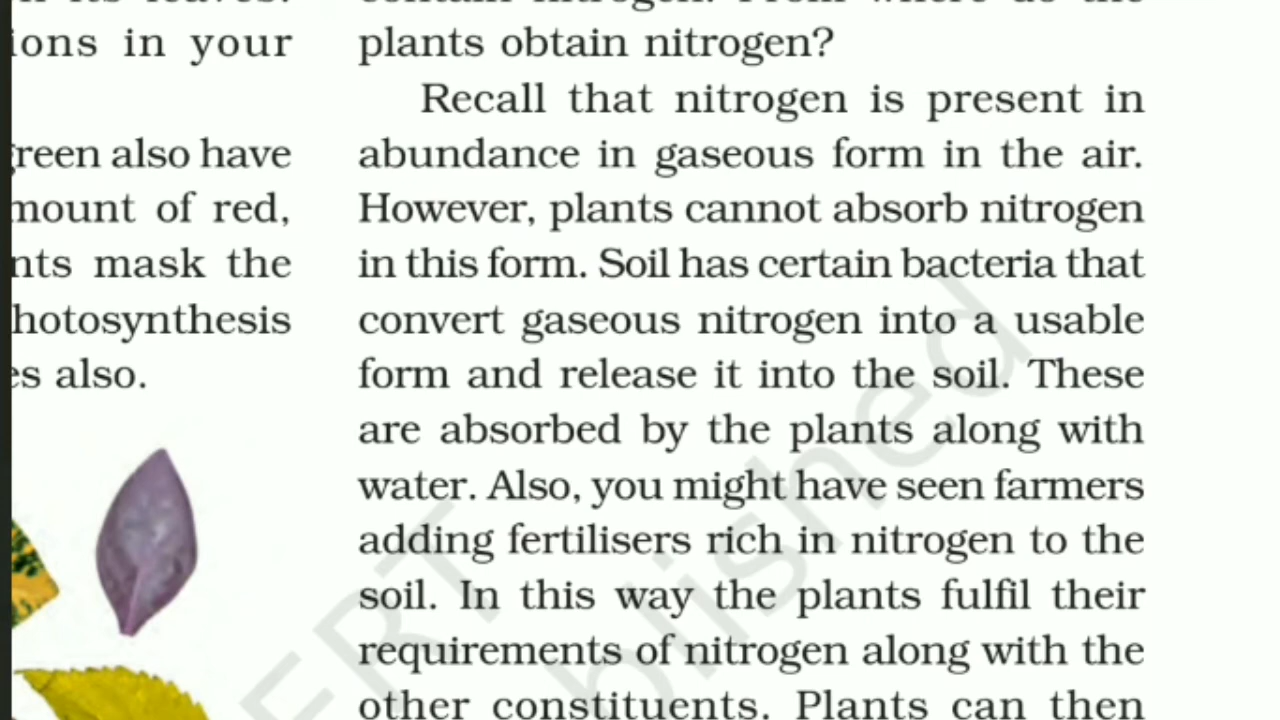 ions in your
green also have
mount of red,
nts mask the
hotosynthesis
es also.
plants obtain nitrogen?
Recall that nitrogen is present in
abundance in gaseous form in the air.
However, plants cannot absorb nitrogen
in this form. Soil has certain bacteria that
convert gaseous nitrogen into a usable
form and release it into the soil. These
are absorbed by the plants along with
water. Also, you might have seen farmers
adding fertilisers rich in nitrogen to the
soil. In this way the plants fulfil their
requirements of nitrogen along with the
other constituents. Plants can then
ERT
blished